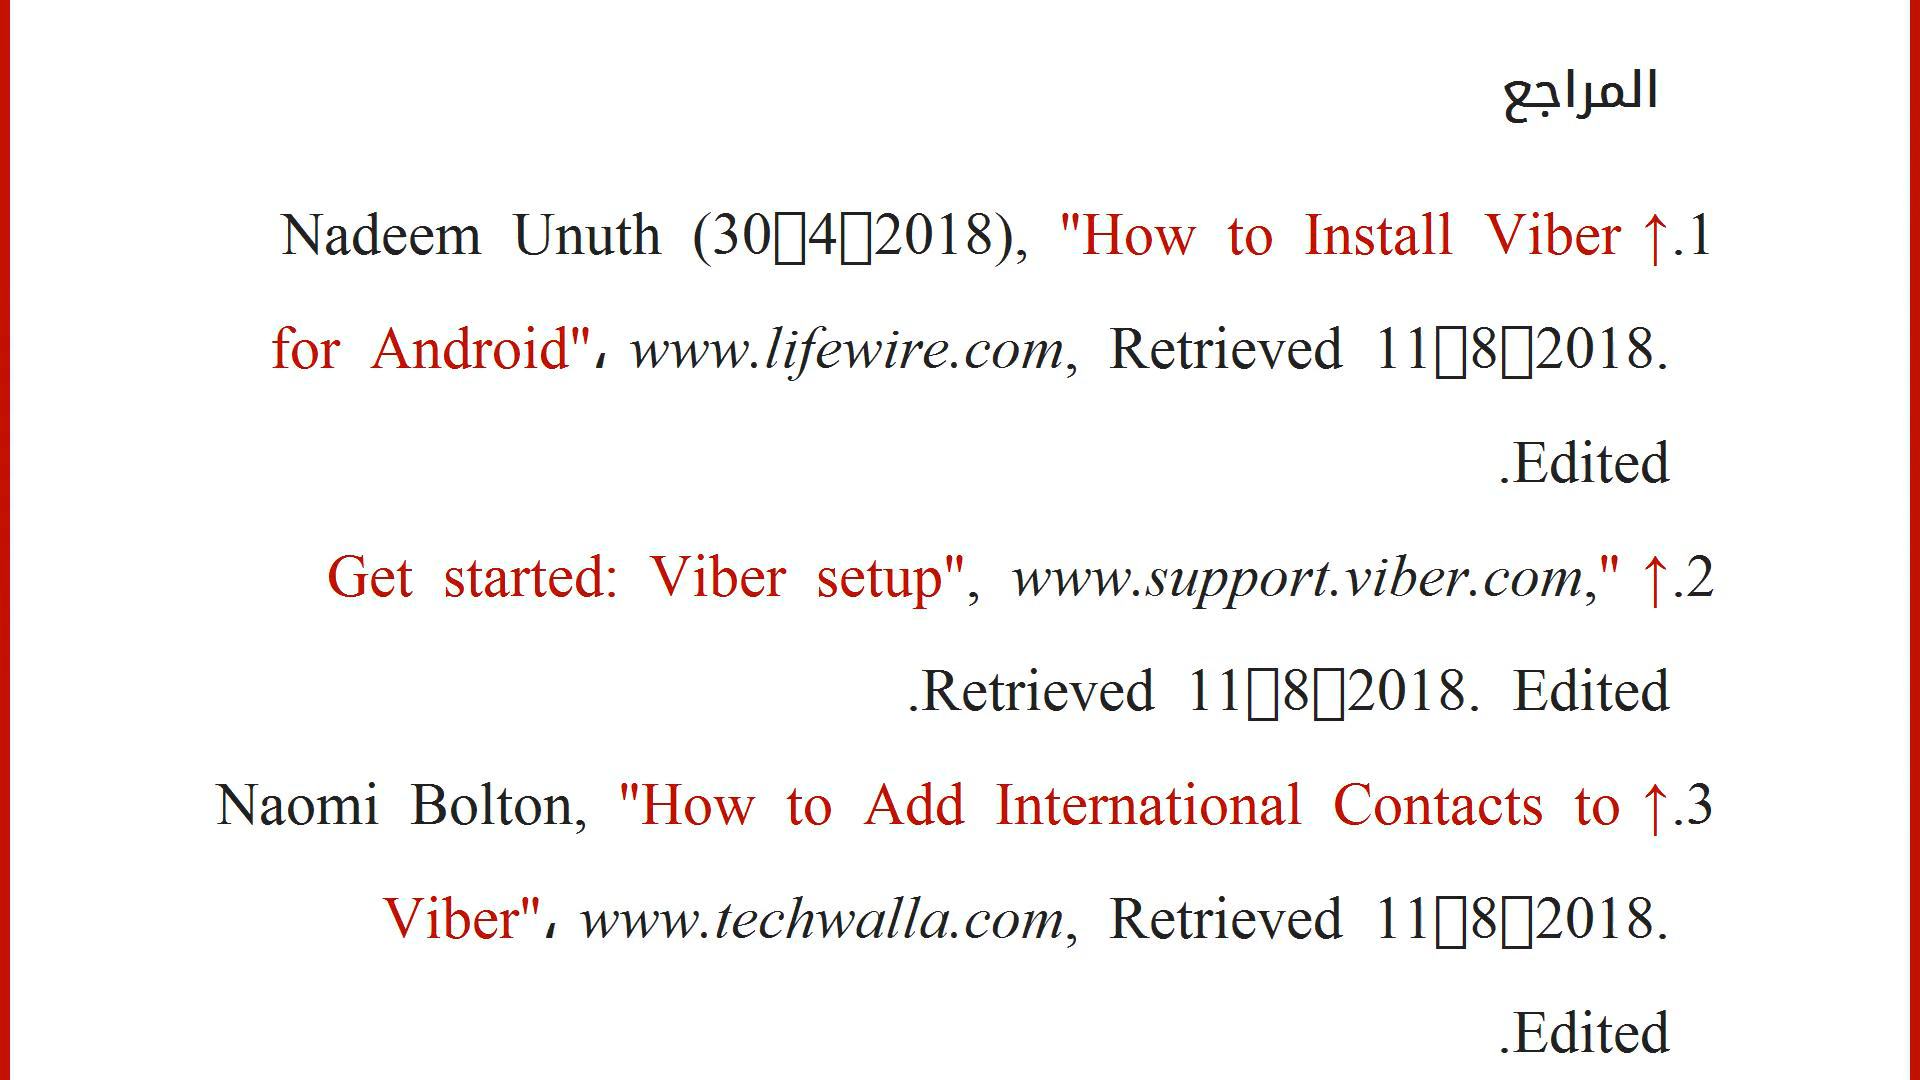 المراجع
1.↑ Nadeem Unuth (30▯4▯2018), "How to Install Viber
for Android"، www.lifewire.com, Retrieved 11▯8▯2018.
Edited.
2.↑ "Get started: Viber setup", www.support.viber.com,
Retrieved 11▯8▯2018. Edited.
3.↑ Naomi Bolton, "How to Add International Contacts to
Viber"، www.techwalla.com, Retrieved 11▯8▯2018.
Edited.